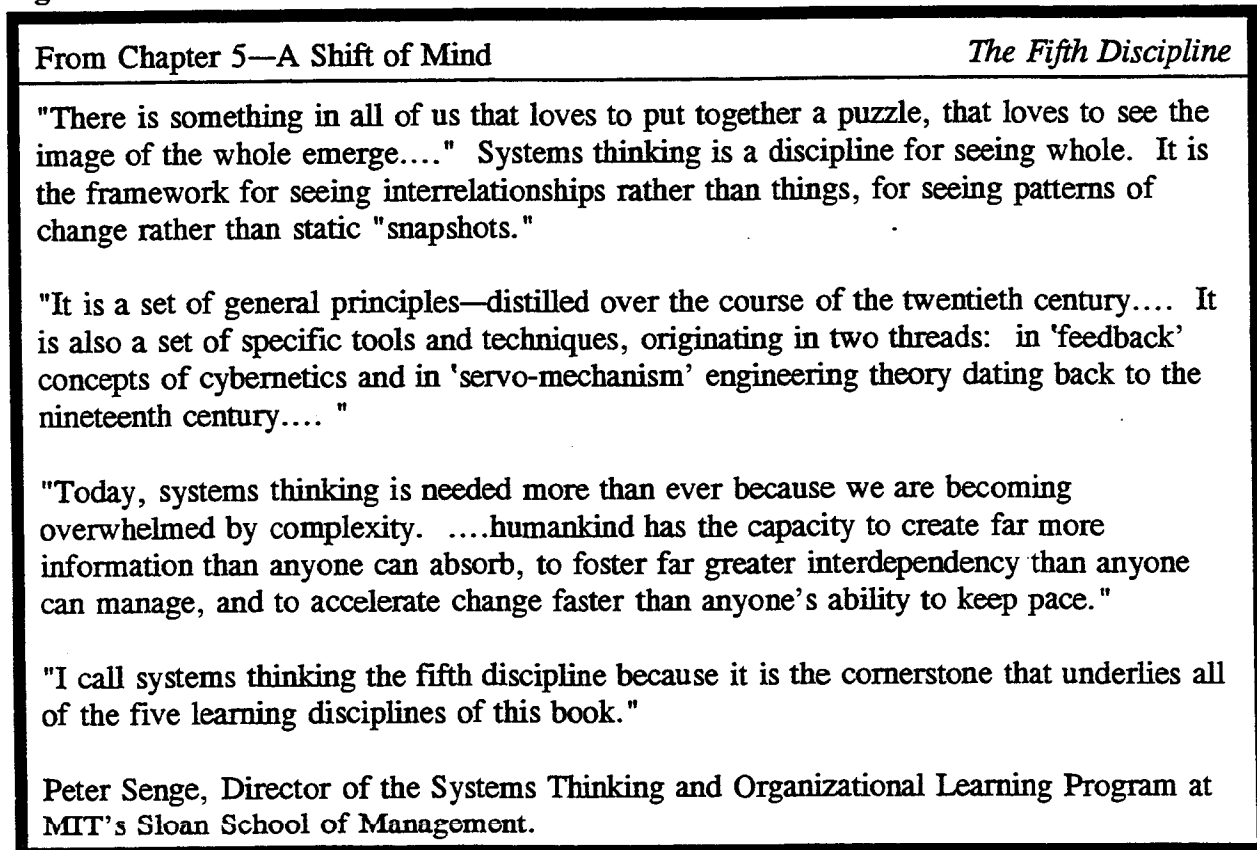 From Chapter 5—A Shift of Mind The Fifth Discipline
"There is something in all of us that loves to put together a puzzle, that loves to see the
image of the whole emerge...." Systems thinking is a discipline for seeing whole. It is
the framework for seeing interrelationships rather than things, for seeing patterns of
change rather than static "snapshots."
"It is a set of general principles—distilled over the course of the twentieth century.... It
is also a set of specific tools and techniques, originating in two threads: in 'feedback'
concepts of cybernetics and in 'servo-mechanism' engineering theory dating back to the
nineteenth century.... "
"Today, systems thinking is needed more than ever because we are becoming
overwhelmed by complexity. ....humankind has the capacity to create far more
information than anyone can absorb, to foster far greater interdependency than anyone
can manage, and to accelerate change faster than anyone's ability to keep pace."
"I call systems thinking the fifth discipline because it is the cornerstone that underlies all
of the five learning disciplines of this book."
Peter Senge, Director of the Systems Thinking and Organizational Learning Program at
MIT's Sloan School of Management.